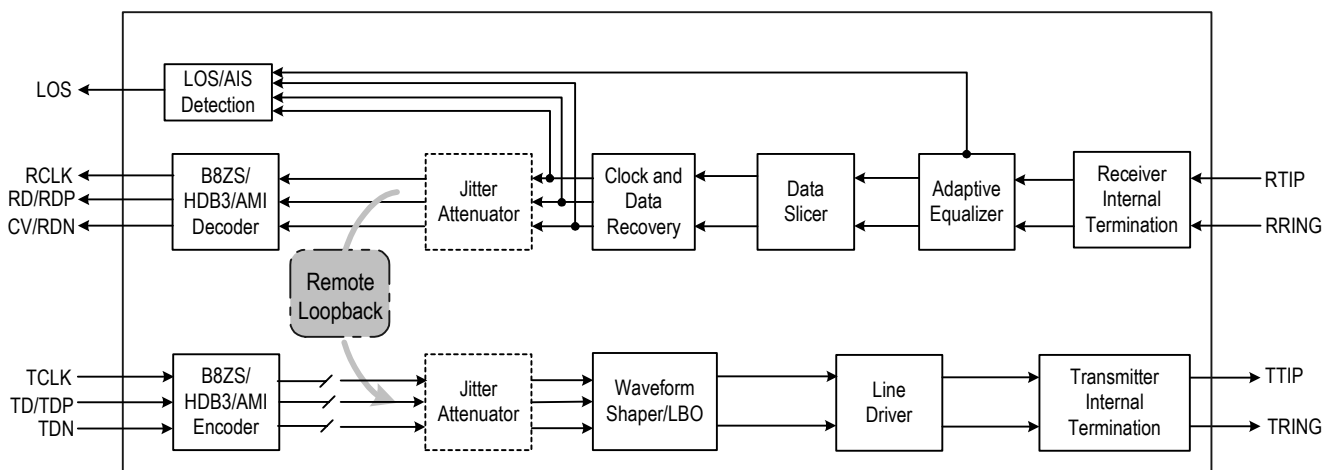 LOS
LOS/AIS
Detection
RCLK
RD/RDP
CV/RDN
B8ZS/
HDB3/AMI
Decoder
Jitter
Attenuator
Clock and
Data
Recovery
Data
Slicer
Adaptive
Equalizer
Receiver
Internal
Termination
RTIP
RRING
Remote
Loopback
TCLK
TD/TDP
TDN
B8ZS/
HDB3/AMI
Encoder
Jitter
Attenuator
Waveform
Shaper/LBO
Line
Driver
Transmitter
Internal
Termination
TTIP
TRING